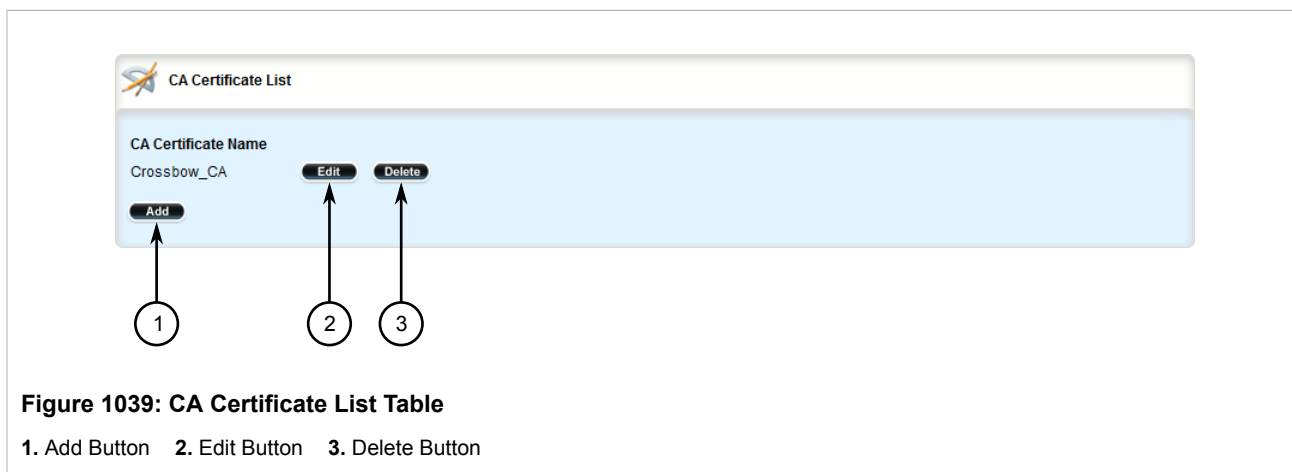 CA Certificate List
CA Certificate Name
Crossbow_CA Edit Delete
Add
1 2 3
Figure 1039: CA Certificate List Table
1. Add Button 2. Edit Button 3. Delete Button